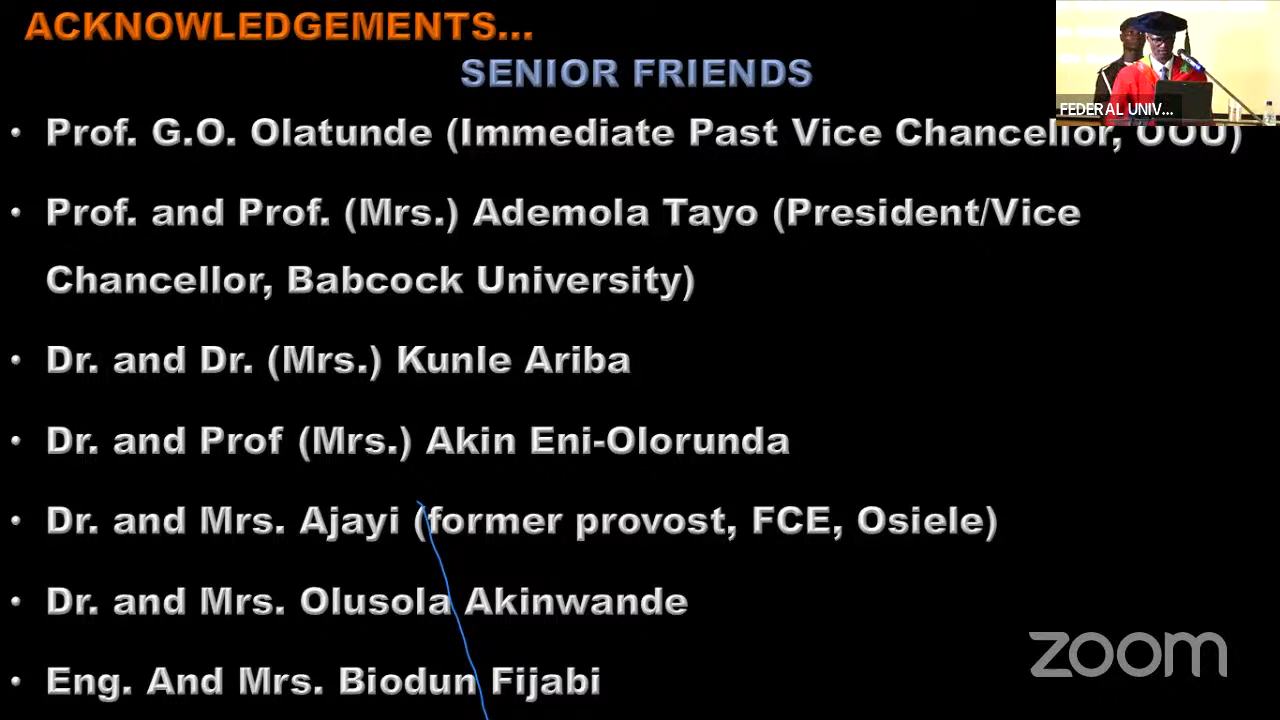 ACKNOWLEDGEMENTS...
SENIOR FRIENDS
FEDERAL UNIV...
• Prof. G.O. Olatunde (Immediate Past Vice Chancellor, OOU)
• Prof. and Prof. (Mrs.) Ademola Tayo (President/Vice
Chancellor, Babcock University)
• Dr. and Dr. (Mrs.) Kunle Ariba
• Dr. and Prof (Mrs.) Akin Eni-Olorunda
• Dr. and Mrs. Ajayi (former provost, FCE, Osiele)
• Dr. and Mrs. Olusola Akinwande
• Eng. And Mrs. Biodun Fijabi
zoom